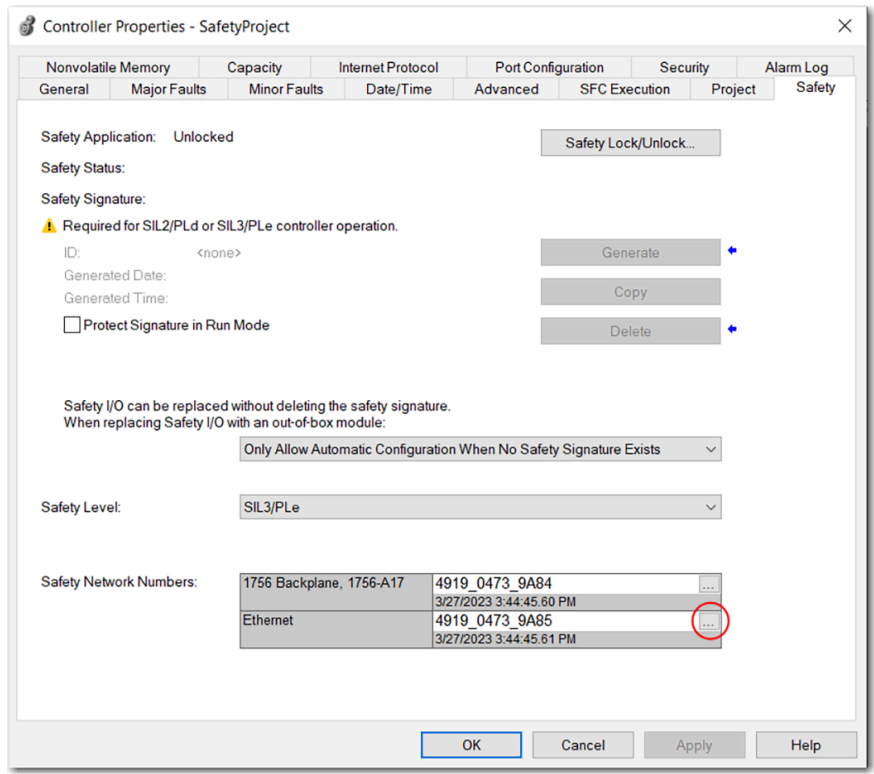 Controller Properties - SafetyProject
Nonvolatile Memory Capacity Internet Protocol Port Configuration Security Alarm Log
General Major Faults Minor Faults Date/Time Advanced SFC Execution Project Safety
Safety Application: Unlocked
Safety Lock/Unlock...
Safety Status:
Safety Signature:
Required for SIL2/PLd or SIL3/PLe controller operation.
ID: <none>
Generate
Generated Date:
Generated Time:
Copy
Protect Signature in Run Mode
Delete
Safety I/O can be replaced without deleting the safety signature.
When replacing Safety I/O with an out-of-box module:
Only Allow Automatic Configuration When No Safety Signature Exists
Safety Level: SIL3/PLe
Safety Network Numbers: 1756 Backplane, 1756-A17 4919_0473_9A84 ...
3/27/2023 3:44:45.60 PM
Ethernet 4919_0473_9A85 ...
3/27/2023 3:44:45.61 PM
OK Cancel Apply Help